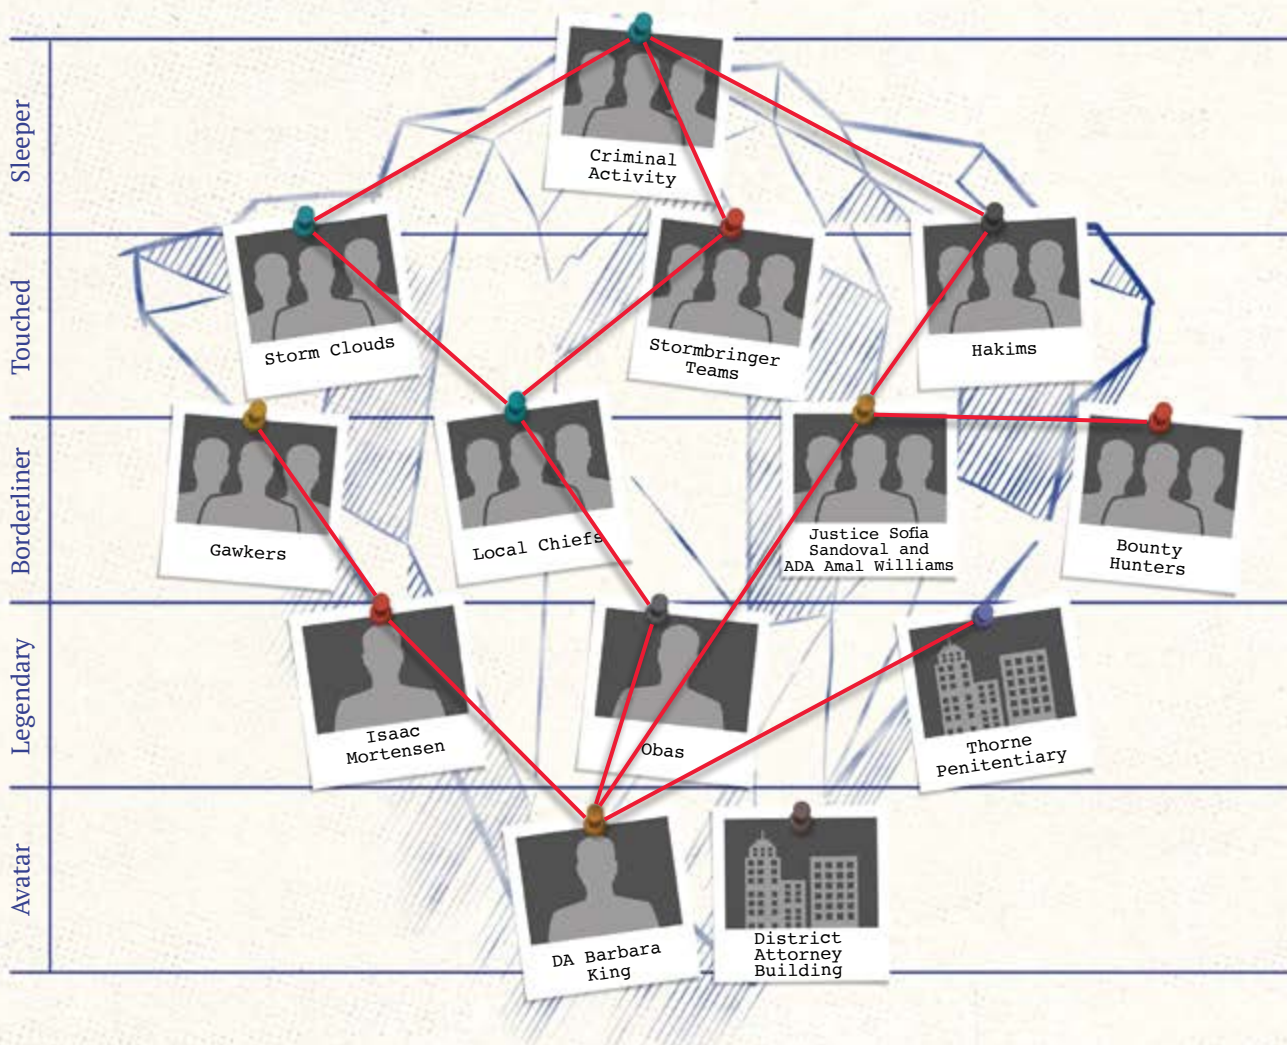 Sleeper
Criminal
Activity
Touched
Storm Clouds
Stormbringer
Teams
Hakims
Borderliner
Gawkers
Local Chiefs
Justice Sofia
Sandoval and
ADA Amal Williams
Bounty
Hunters
Legendary
Isaac
Mortensen
Obas
Thorne
Penitentiary
Avatar
DA Barbara
King
District
Attorney
Building